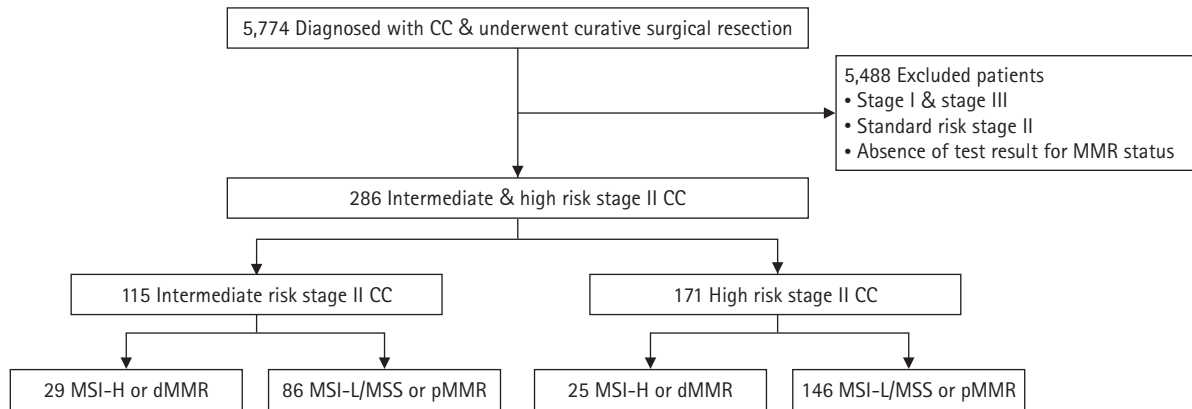 5,774 Diagnosed with CC & underwent curative surgical resection
5,488 Excluded patients
• Stage I & stage III
• Standard risk stage II
• Absence of test result for MMR status
286 Intermediate & high risk stage II CC
115 Intermediate risk stage II CC
171 High risk stage II CC
29 MSI-H or dMMR
86 MSI-L/MSS or pMMR
25 MSI-H or dMMR
146 MSI-L/MSS or pMMR